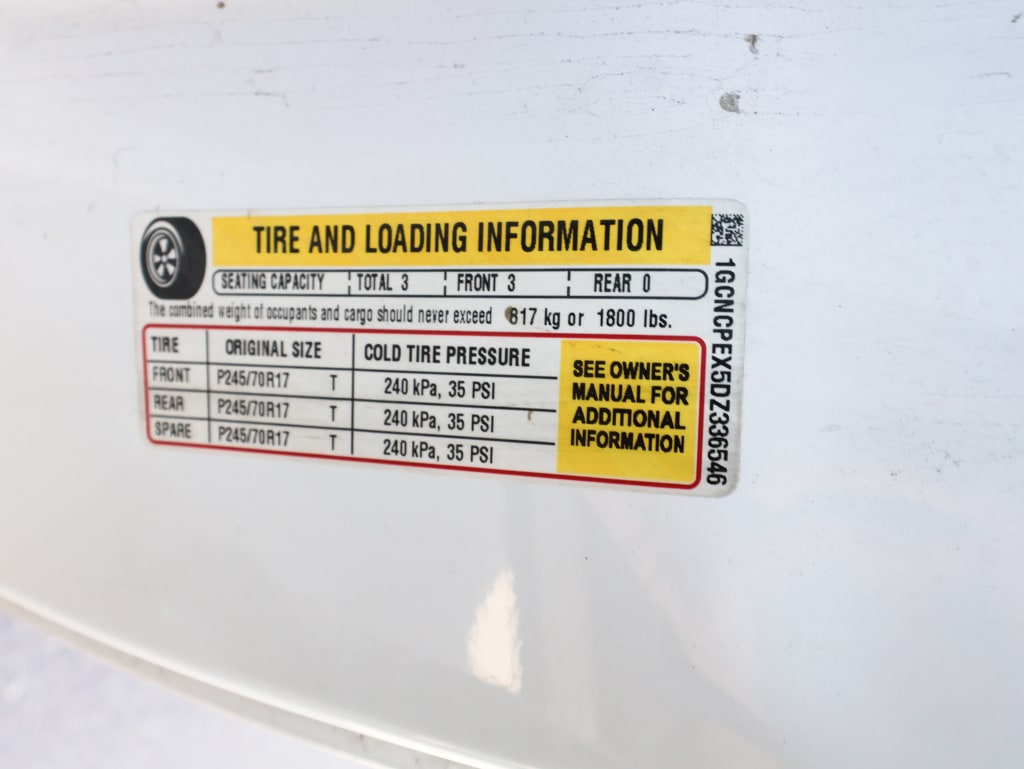 TIRE AND LOADING INFORMATION
SEATING CAPACITY TOTAL 3 FRONT 3 REAR 0
The combined weight of occupants and cargo should never exceed 817 kg or 1800 lbs.
TIRE ORIGINAL SIZE COLD TIRE PRESSURE
FRONT P245/70R17 T 240 kPa, 35 PSI
REAR P245/70R17 T 240 kPa, 35 PSI
SPARE P245/70R17 T 240 kPa, 35 PSI
SEE OWNER'S
MANUAL FOR
ADDITIONAL
INFORMATION
1GCNCPEX5DZ336546